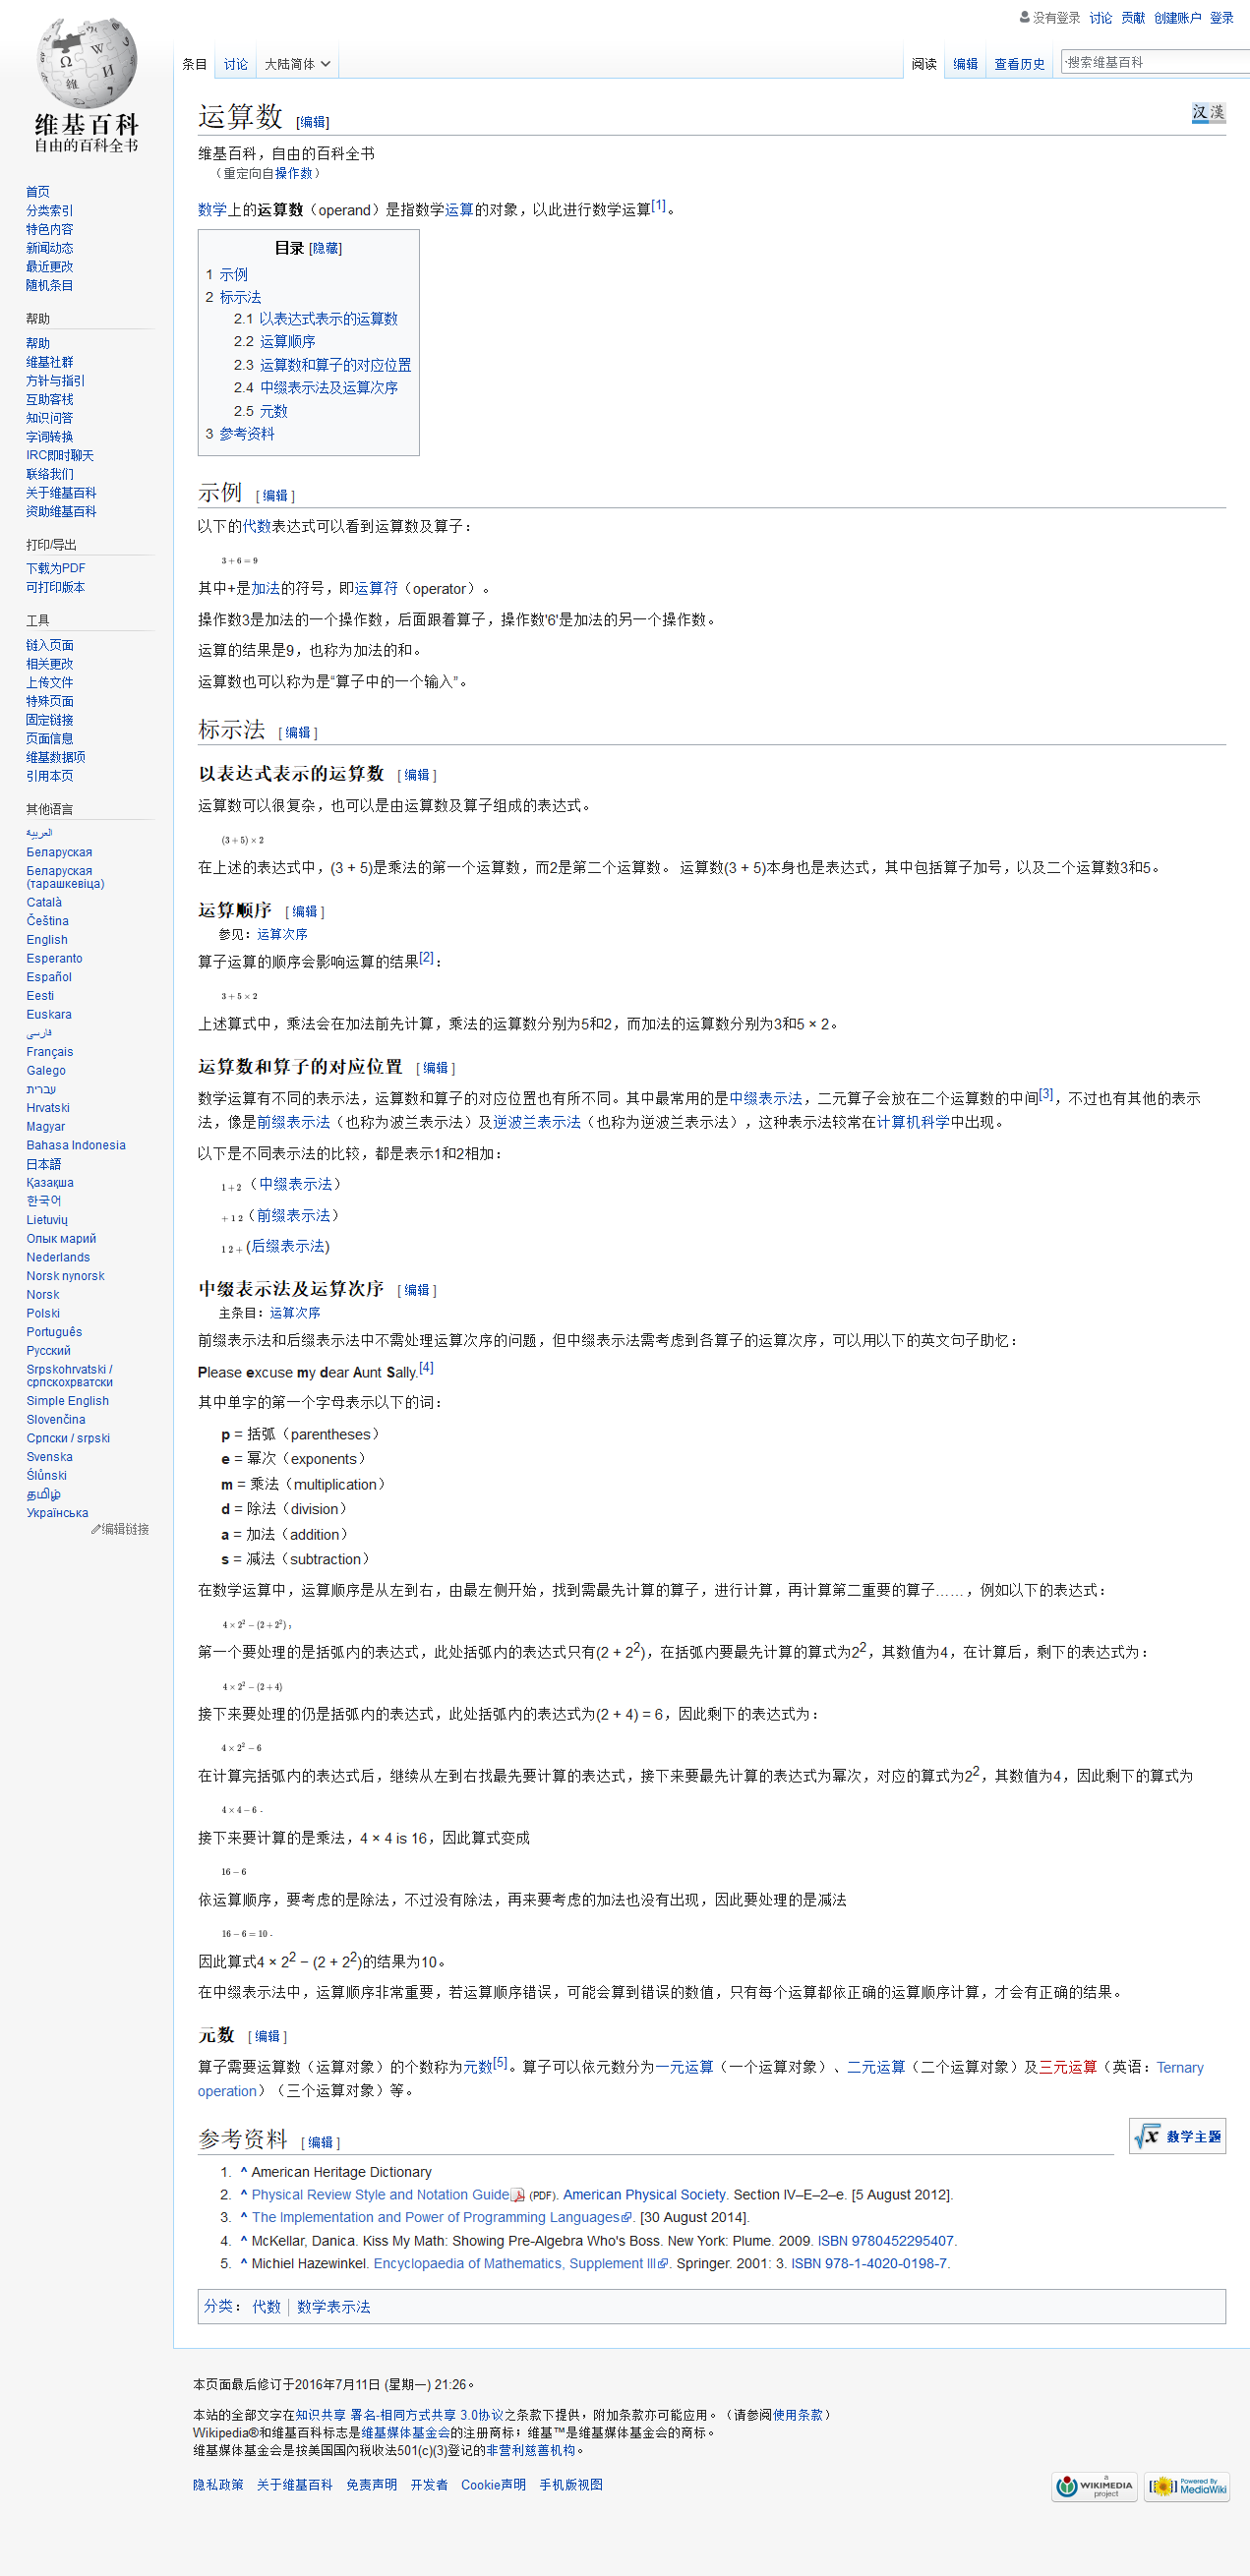 没有登录 讨论 贡献 创建账户 登录
条目 讨论 大陆简体 阅读 编辑 查看历史 搜索维基百科
维基百科
自由的百科全书
首页
分类索引
特色内容
新闻动态
最近更改
随机条目
帮助
帮助
维基社群
方针与指引
互助客栈
知识问答
字词转换
IRC即时聊天
联络我们
关于维基百科
资助维基百科
打印/导出
下载为PDF
可打印版本
工具
链入页面
相关更改
上传文件
特殊页面
固定链接
页面信息
维基数据项
引用本页
其他语言
العربية
Беларуская
Беларуская
(тарашкевіца)
Català
Čeština
English
Esperanto
Español
Eesti
Euskara
فارسی
Français
Galego
עברית
Hrvatski
Magyar
Bahasa Indonesia
日本語
Қазақша
한국어
Lietuvių
Олык марий
Nederlands
Norsk nynorsk
Norsk
Polski
Português
Русский
Srpskohrvatski /
српскохрватски
Simple English
Slovenčina
Српски / srpski
Svenska
Ślůnski
தமிழ்
Українська
编辑链接
运算数 [编辑] 汉漢
维基百科，自由的百科全书
（重定向自操作数）
数学上的运算数（operand）是指数学运算的对象，以此进行数学运算[1]。
目录 [隐藏]
1 示例
2 标示法
2.1 以表达式表示的运算数
2.2 运算顺序
2.3 运算数和算子的对应位置
2.4 中缀表示法及运算次序
2.5 元数
3 参考资料
示例 [ 编辑 ]
以下的代数表达式可以看到运算数及算子：
3 + 6 = 9
其中+是加法的符号，即运算符（operator）。
操作数3是加法的一个操作数，后面跟着算子，操作数'6'是加法的另一个操作数。
运算的结果是9，也称为加法的和。
运算数也可以称为是“算子中的一个输入”。
标示法 [ 编辑 ]
以表达式表示的运算数 [ 编辑 ]
运算数可以很复杂，也可以是由运算数及算子组成的表达式。
(3 + 5) × 2
在上述的表达式中，(3 + 5)是乘法的第一个运算数，而2是第二个运算数。 运算数(3 + 5)本身也是表达式，其中包括算子加号，以及二个运算数3和5。
运算顺序 [ 编辑 ]
参见：运算次序
算子运算的顺序会影响运算的结果[2]：
3 + 5 × 2
上述算式中，乘法会在加法前先计算，乘法的运算数分别为5和2，而加法的运算数分别为3和5 × 2。
运算数和算子的对应位置 [ 编辑 ]
数学运算有不同的表示法，运算数和算子的对应位置也有所不同。其中最常用的是中缀表示法，二元算子会放在二个运算数的中间[3]，不过也有其他的表示
法，像是前缀表示法（也称为波兰表示法）及逆波兰表示法（也称为逆波兰表示法），这种表示法较常在计算机科学中出现。
以下是不同表示法的比较，都是表示1和2相加：
1 + 2（中缀表示法）
+ 1 2（前缀表示法）
1 2 + (后缀表示法)
中缀表示法及运算次序 [ 编辑 ]
主条目：运算次序
前缀表示法和后缀表示法中不需处理运算次序的问题，但中缀表示法需考虑到各算子的运算次序，可以用以下的英文句子助忆：
Please excuse my dear Aunt Sally.[4]
其中单字的第一个字母表示以下的词：
p = 括弧（parentheses）
e = 幂次（exponents）
m = 乘法（multiplication）
d = 除法（division）
a = 加法（addition）
s = 减法（subtraction）
在数学运算中，运算顺序是从左到右，由最左侧开始，找到需最先计算的算子，进行计算，再计算第二重要的算子……，例如以下的表达式：
4 × 2² − (2 + 2²),
第一个要处理的是括弧内的表达式，此处括弧内的表达式只有(2 + 2²)，在括弧内要最先计算的算式为2²，其数值为4，在计算后，剩下的表达式为：
4 × 2² − (2 + 4)
接下来要处理的仍是括弧内的表达式，此处括弧内的表达式为(2 + 4) = 6，因此剩下的表达式为：
4 × 2² − 6
在计算完括弧内的表达式后，继续从左到右找最先要计算的表达式，接下来要最先计算的表达式为幂次，对应的算式为2²，其数值为4，因此剩下的算式为
4 × 4 − 6 .
接下来要计算的是乘法，4 × 4 is 16，因此算式变成
16 − 6
依运算顺序，要考虑的是除法，不过没有除法，再来要考虑的加法也没有出现，因此要处理的是减法
16 − 6 = 10 .
因此算式4 × 2² − (2 + 2²)的结果为10。
在中缀表示法中，运算顺序非常重要，若运算顺序错误，可能会算到错误的数值，只有每个运算都依正确的运算顺序计算，才会有正确的结果。
元数 [ 编辑 ]
算子需要运算数（运算对象）的个数称为元数[5]。算子可以依元数分为一元运算（一个运算对象）、二元运算（二个运算对象）及三元运算（英语：Ternary
operation）（三个运算对象）等。
参考资料 [ 编辑 ]
√x 数学主题
1. ^ American Heritage Dictionary
2. ^ Physical Review Style and Notation Guide (PDF). American Physical Society. Section IV–E–2–e. [5 August 2012].
3. ^ The Implementation and Power of Programming Languages. [30 August 2014].
4. ^ McKellar, Danica. Kiss My Math: Showing Pre-Algebra Who's Boss. New York: Plume. 2009. ISBN 9780452295407.
5. ^ Michiel Hazewinkel. Encyclopaedia of Mathematics, Supplement III. Springer. 2001: 3. ISBN 978-1-4020-0198-7.
分类： 代数 数学表示法
本页面最后修订于2016年7月11日 (星期一) 21:26。
本站的全部文字在知识共享 署名-相同方式共享 3.0协议之条款下提供，附加条款亦可能应用。（请参阅使用条款）
Wikipedia®和维基百科标志是维基媒体基金会的注册商标；维基™是维基媒体基金会的商标。
维基媒体基金会是按美国国內税收法501(c)(3)登记的非营利慈善机构。
隐私政策 关于维基百科 免责声明 开发者 Cookie声明 手机版视图
a WIKIMEDIA project
Powered By MediaWiki